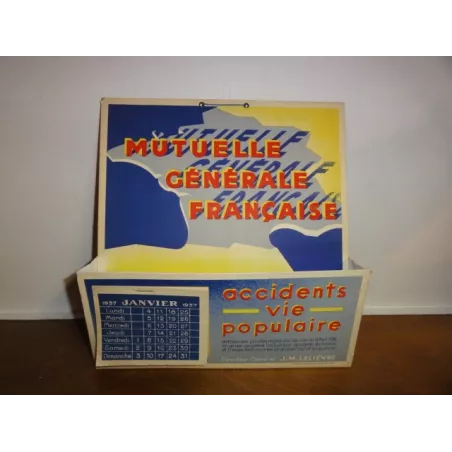 MUTUELLE
GÉNÉRALE
FRANÇAISE
accidents
vie
populaire
1937 JANVIER 1937
Lundi 4 11 18 25
Mardi 5 12 19 26
Mercredi 6 13 20 27
Jeudi 7 14 21 28
Vendredi 1 8 15 22 29
Samedi 2 9 16 23 30
Dimanche 3 10 17 24 31